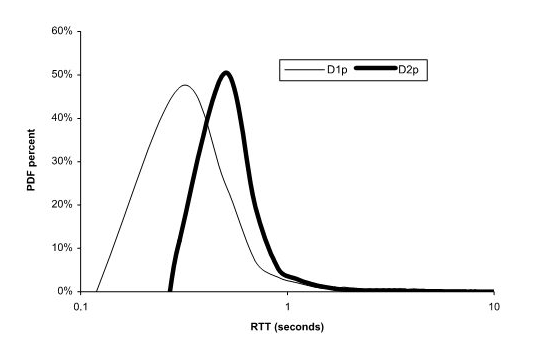 60%
50%
40%
30%
20%
10%
0%
PDF percent
D1p D2p
0.1 1 10
RTT (seconds)